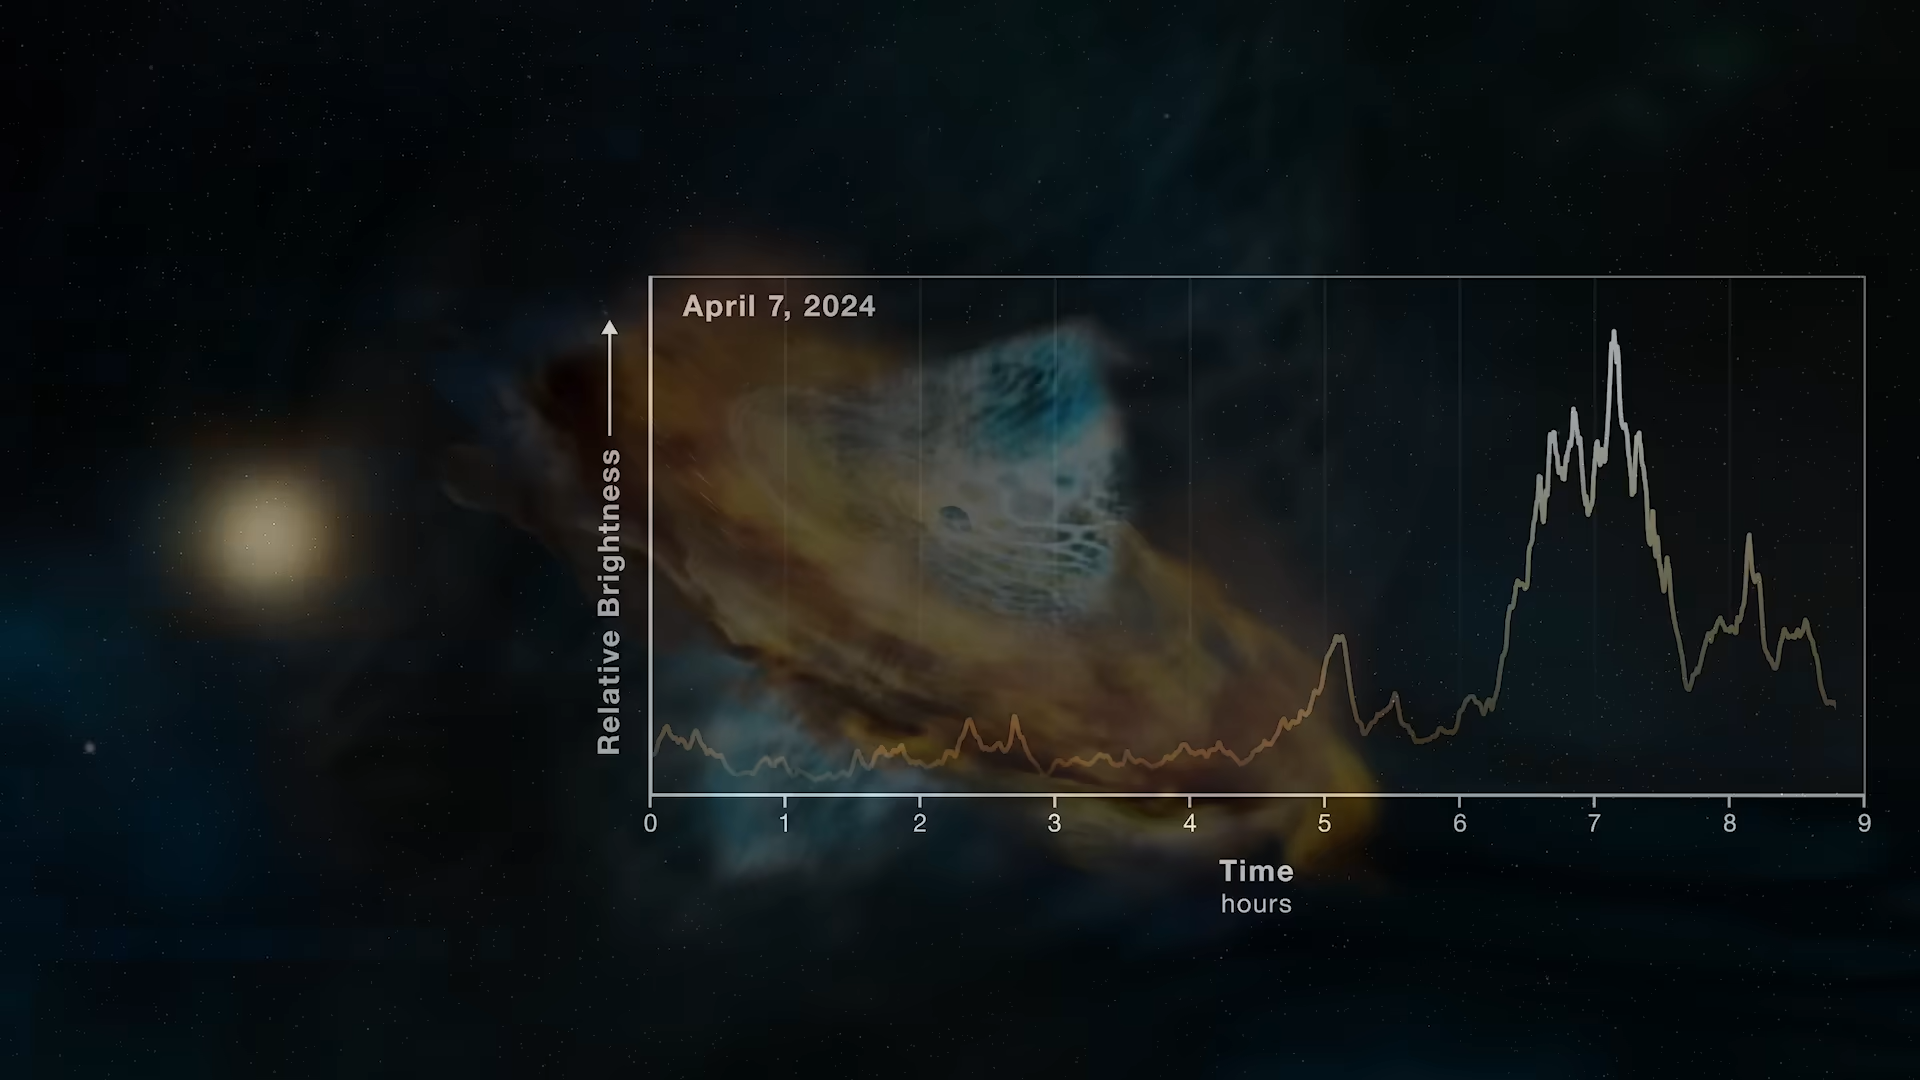 April 7, 2024
Relative Brightness
0 1 2 3 4 5 6 7 8 9
Time
hours